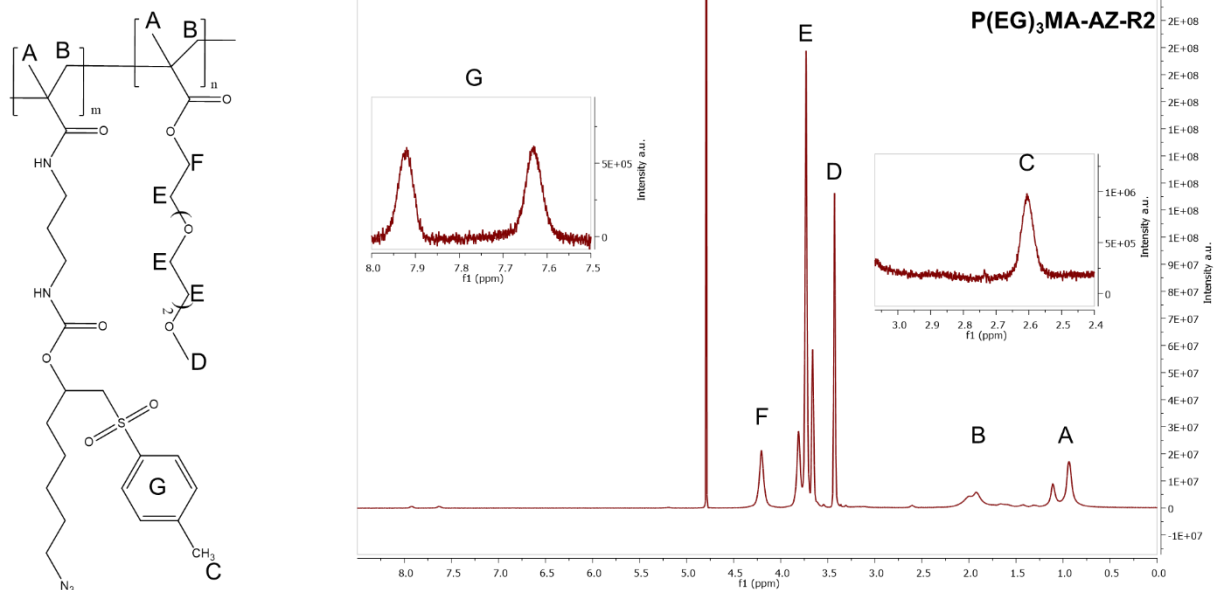 A
B
A
B
m
n
O
O
HN
O
F
E
O
E
E
2
HN
O
O
O
D
O
S
O
G
N3
CH3
C
P(EG)3MA-AZ-R2
G
5E+05
0
Intensity a.u.
8.0 7.9 7.8 7.7 7.6 7.5
f1 (ppm)
E
D
C
1E+06
5E+05
0
Intensity a.u.
3.0 2.9 2.8 2.7 2.6 2.5 2.4
f1 (ppm)
F
B
A
2E+08
2E+08
2E+08
2E+08
1E+08
1E+08
1E+08
1E+08
1E+08
9E+07
8E+07
7E+07
6E+07
5E+07
4E+07
3E+07
2E+07
1E+07
0
-1E+07
Intensity a.u.
8.0 7.5 7.0 6.5 6.0 5.5 5.0 4.5 4.0 3.5 3.0 2.5 2.0 1.5 1.0 0.5 0.0
f1 (ppm)